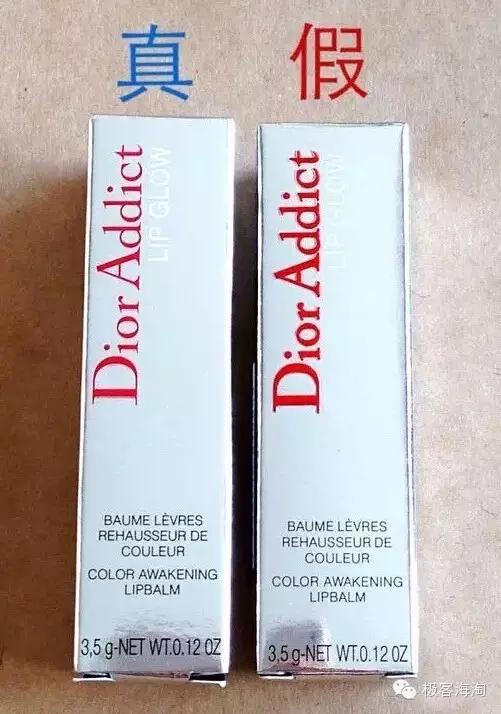 真 假
Dior Addict
LIP GLOW
BAUME LÈVRES
REHAUSSEUR DE
COULEUR
COLOR AWAKENING
LIPBALM
3,5 g-NET WT.0.12 OZ
Dior Addict
LIP GLOW
BAUME LÈVRES
REHAUSSEUR DE
COULEUR
COLOR AWAKENING
LIPBALM
3,5 g-NET WT.0.12 OZ
极客海淘